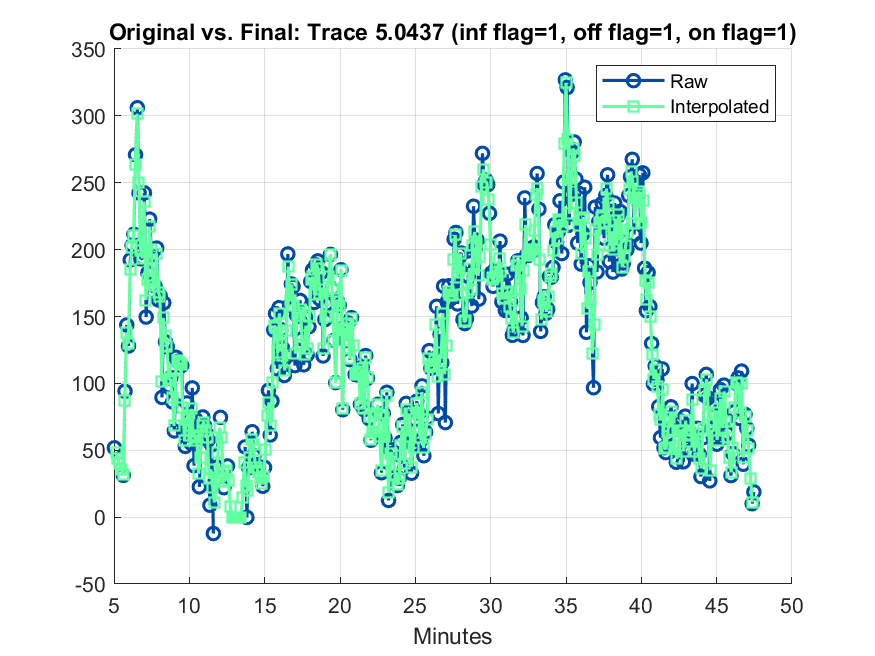 Original vs. Final: Trace 5.0437 (inf flag=1, off flag=1, on flag=1)
350
300
250
200
150
100
50
0
-50
Raw
Interpolated
5 10 15 20 25 30 35 40 45 50
Minutes